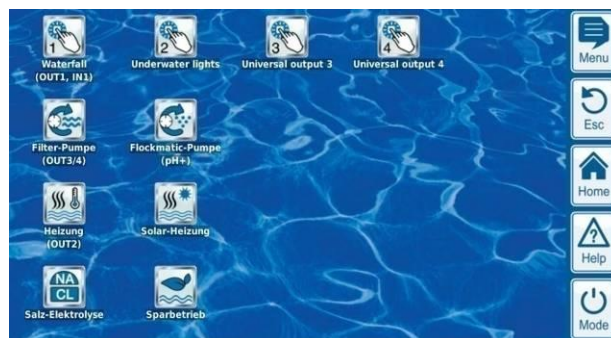 1
Waterfall
(OUT1, IN1)
2
Underwater lights
3
Universal output 3
4
Universal output 4
Filter-Pumpe
(OUT3/4)
Flockmatic-Pumpe
(pH+)
Heizung
(OUT2)
Solar-Heizung
NA
CL
Salz-Elektrolyse
Sparbetrieb
Menu
Esc
Home
?
Help
Mode